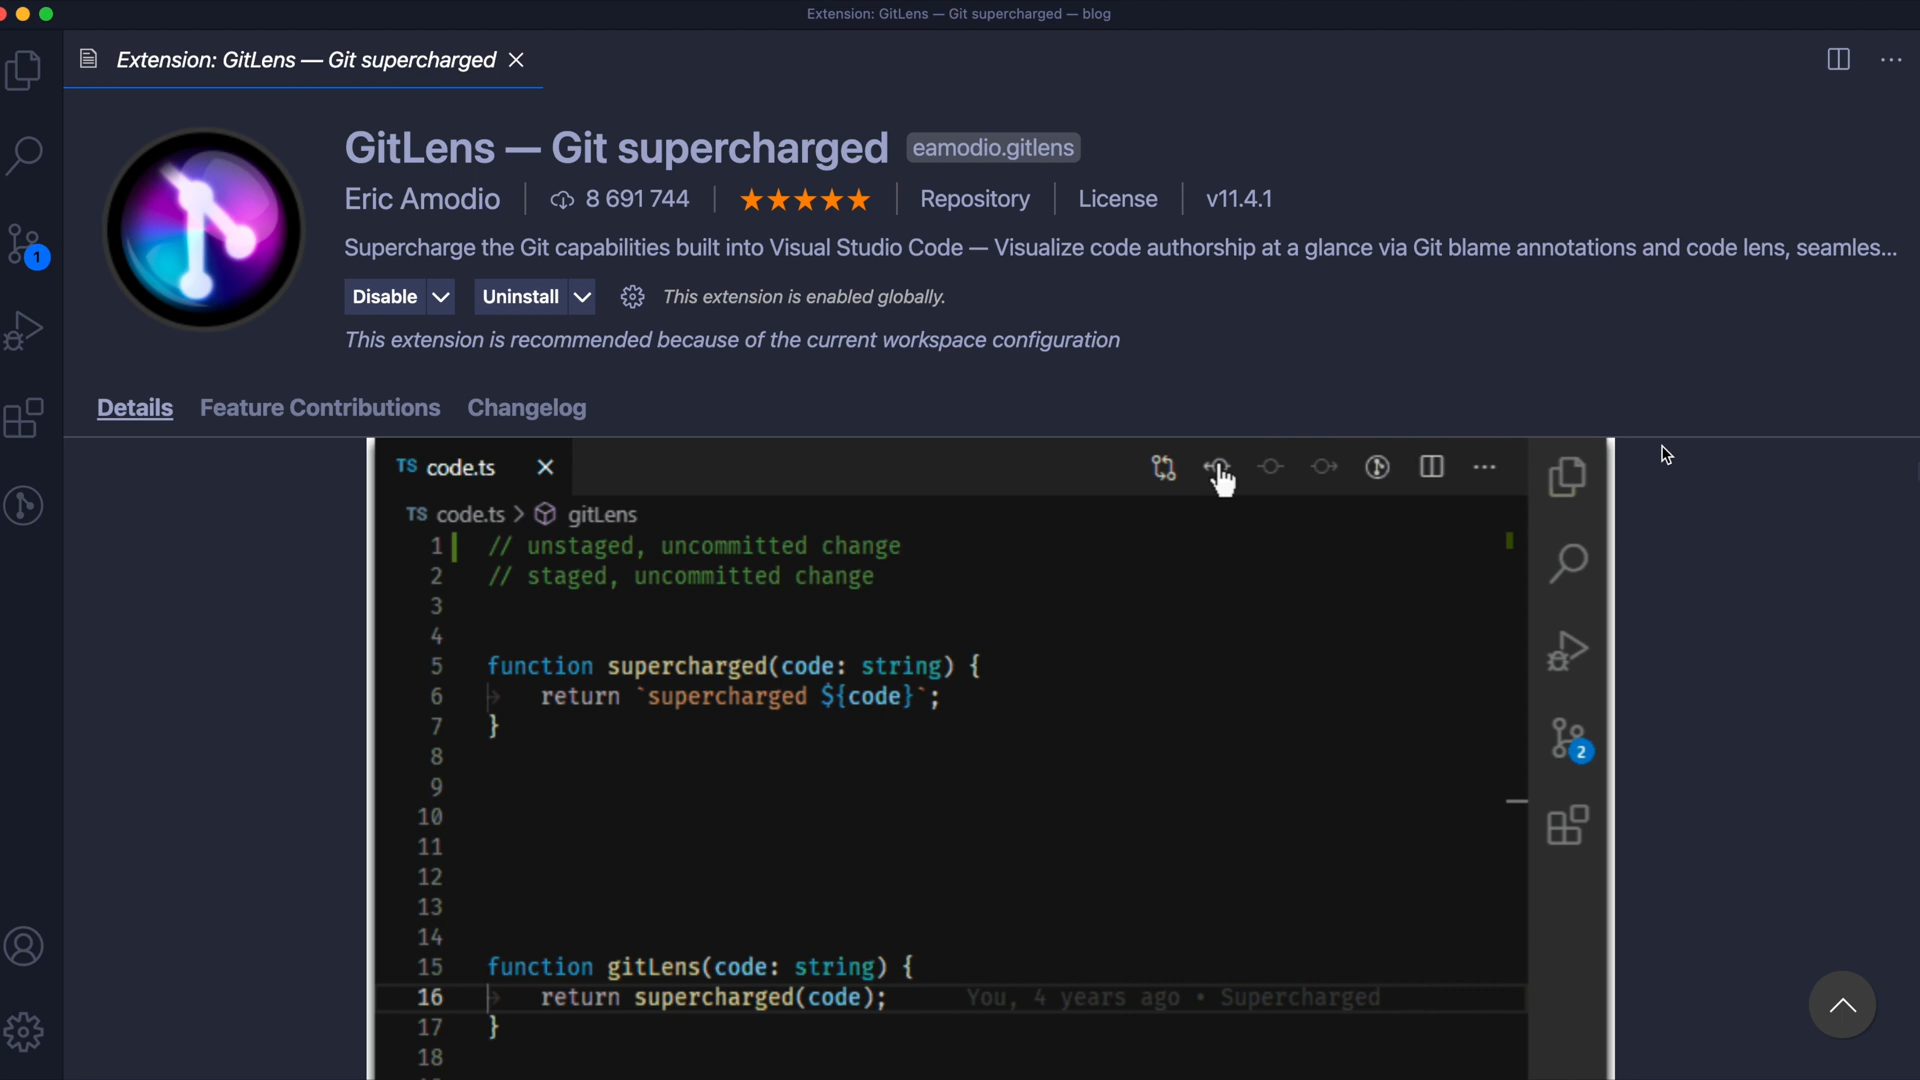 Extension: GitLens — Git supercharged — blog
Extension: GitLens — Git supercharged
GitLens — Git supercharged eamodio.gitlens
Eric Amodio 8 691 744 Repository License v11.4.1
Supercharge the Git capabilities built into Visual Studio Code — Visualize code authorship at a glance via Git blame annotations and code lens, seamles...
1
Disable Uninstall This extension is enabled globally.
This extension is recommended because of the current workspace configuration
Details Feature Contributions Changelog
TS code.ts
TS code.ts > gitLens
1 // unstaged, uncommitted change
2 // staged, uncommitted change
3
4
5 function supercharged(code: string) {
6 return `supercharged ${code}`;
7 }
2
8
9
10
11
12
13
14
15 function gitLens(code: string) {
16 return supercharged(code); You, 4 years ago • Supercharged
17 }
18